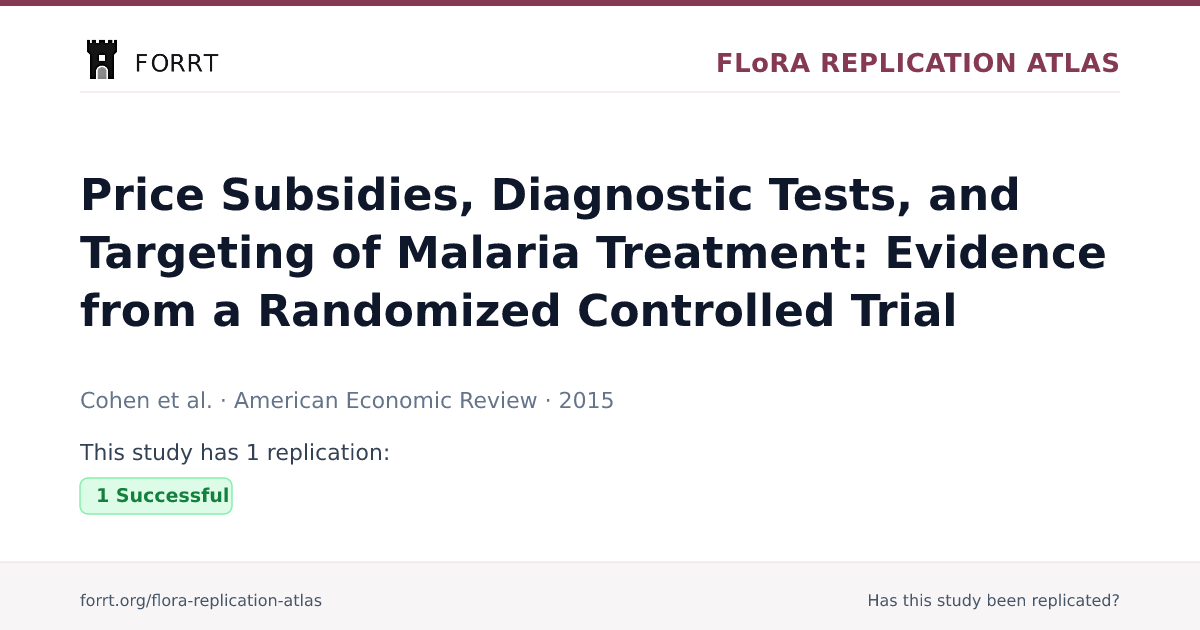 FORRT
FLoRA REPLICATION ATLAS
Price Subsidies, Diagnostic Tests, and
Targeting of Malaria Treatment: Evidence
from a Randomized Controlled Trial
Cohen et al. · American Economic Review · 2015
This study has 1 replication:
1 Successful
forrt.org/flora-replication-atlas
Has this study been replicated?